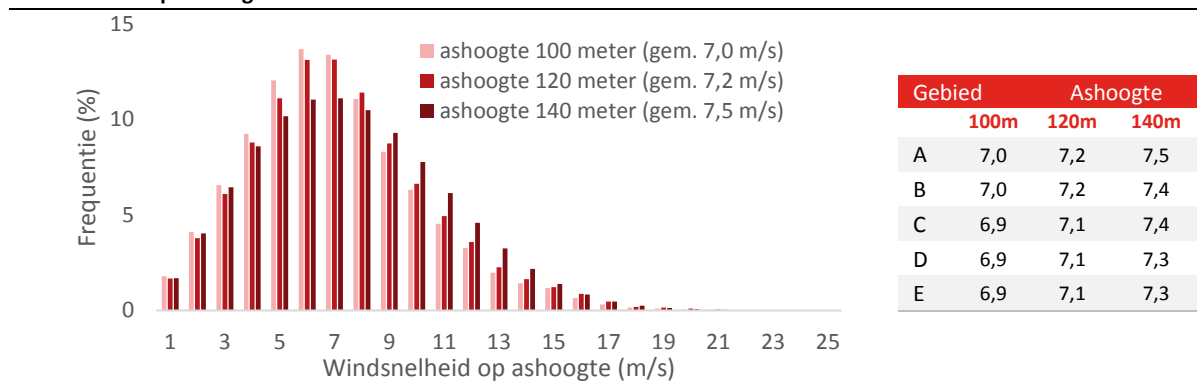 15
10
5
0
Frequentie (%)
ashoogte 100 meter (gem. 7,0 m/s)
ashoogte 120 meter (gem. 7,2 m/s)
ashoogte 140 meter (gem. 7,5 m/s)
1 3 5 7 9 11 13 15 17 19 21 23 25
Windsnelheid op ashoogte (m/s)
Gebied Ashoogte
100m 120m 140m
A 7,0 7,2 7,5
B 7,0 7,2 7,4
C 6,9 7,1 7,4
D 6,9 7,1 7,3
E 6,9 7,1 7,3